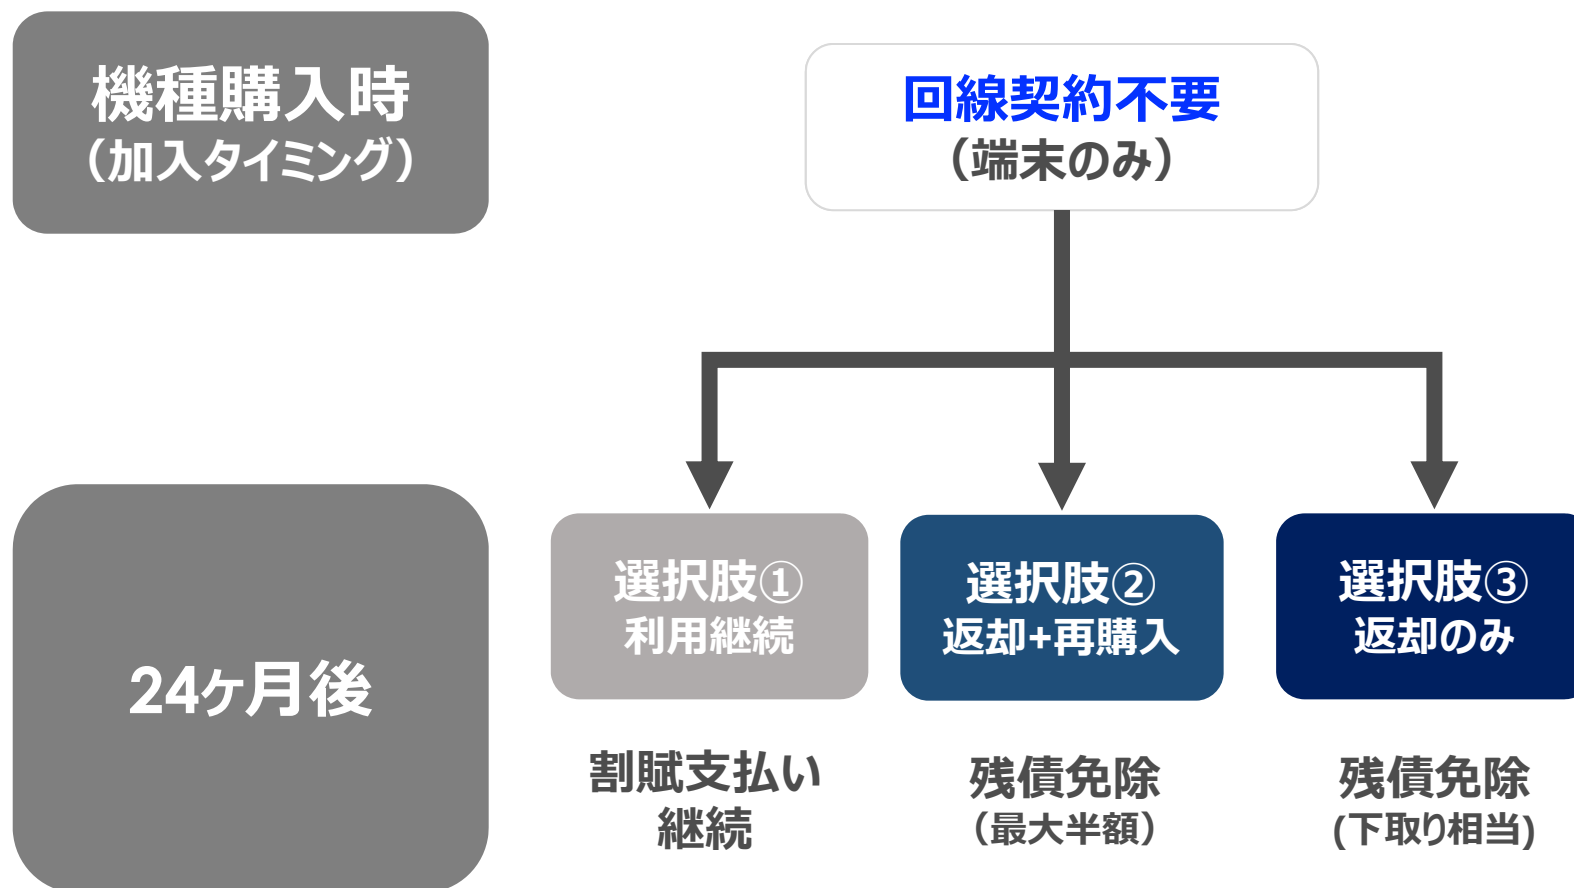 機種購入時
（加入タイミング）
回線契約不要
（端末のみ）
24ヶ月後
選択肢①
利用継続
選択肢②
返却+再購入
選択肢③
返却のみ
割賦支払い
継続
残債免除
（最大半額）
残債免除
(下取り相当)